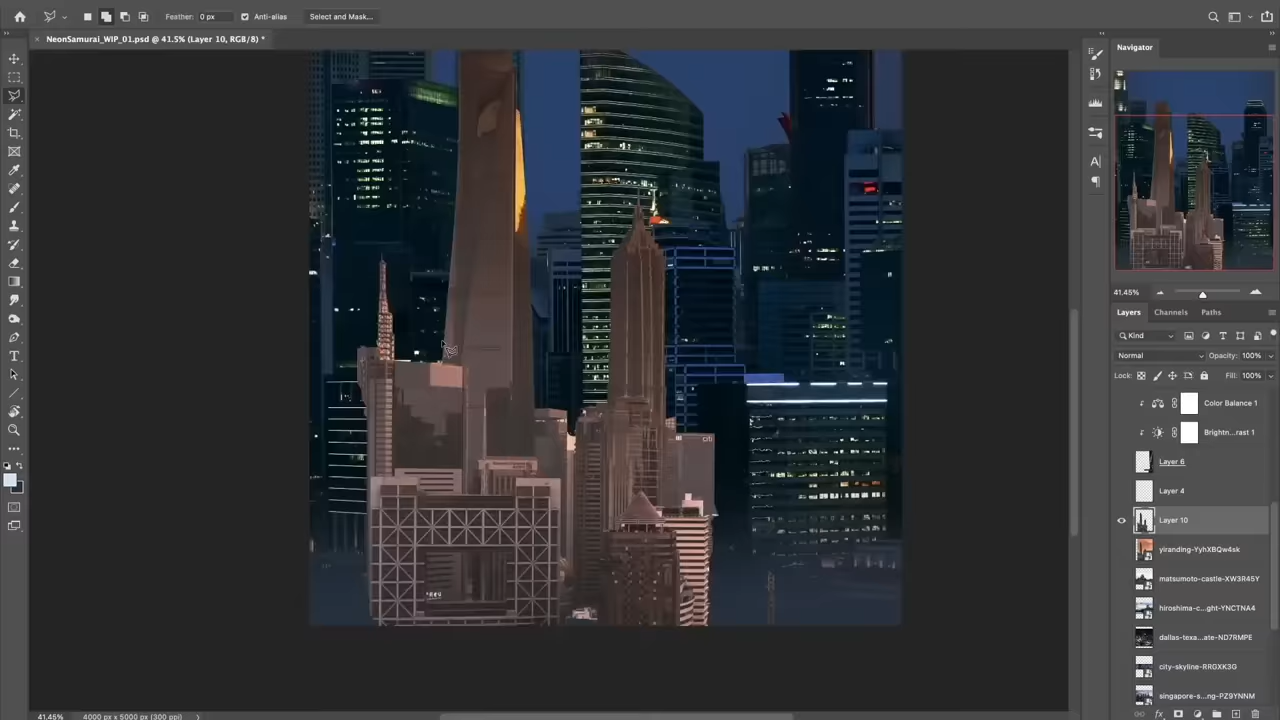 Feather: 0 px Anti-alias Select and Mask...
NeonSamurai_WIP_01.psd @ 41.5% (Layer 10, RGB/8) *
Navigator
41.45%
Layers Channels Paths
Kind
Normal Opacity: 100%
Lock: Fill: 100%
Color Balance 1
Brightn...rast 1
Layer 6
Layer 4
Layer 10
yiranding-YyhXBQw4sk
matsumoto-castle-XW3R45Y
hiroshima-c...ght-YNCTNA4
dallas-texa...ate-ND7RMPE
city-skyline-RRGXK3G
singapore-s...ng-PZ9YNNM
citi
41.45% 4000 px x 5000 px (300 ppi)